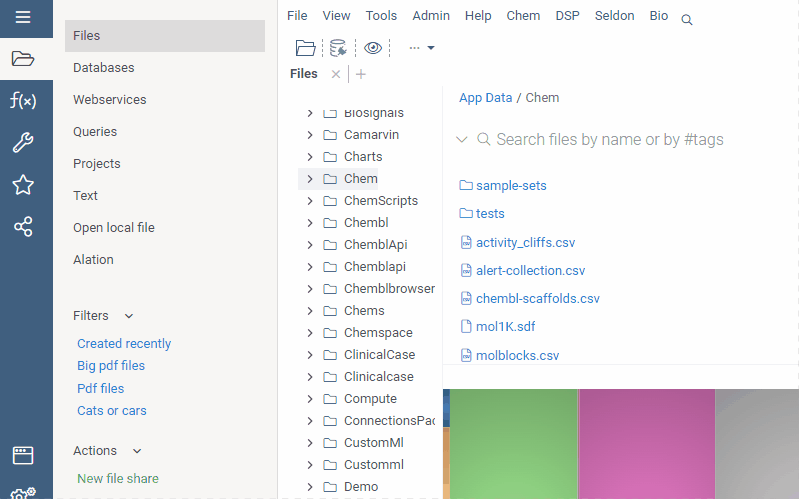 File View Tools Admin Help Chem DSP Seldon Bio
Files
Databases
Webservices
Queries
Projects
Text
Open local file
Alation
Filters
Created recently
Big pdf files
Pdf files
Cats or cars
Actions
New file share
f(x)
...
Files × | +
Biosignals
Camarvin
Charts
Chem
ChemScripts
Chembl
ChemblApi
Chemblapi
Chemblbrowser
Chems
Chemspace
ClinicalCase
Clinicalcase
Compute
ConnectionsPac
CustomMl
Customml
Demo
App Data / Chem
Search files by name or by #tags
sample-sets
tests
activity_cliffs.csv
alert-collection.csv
chembl-scaffolds.csv
mol1K.sdf
molblocks.csv